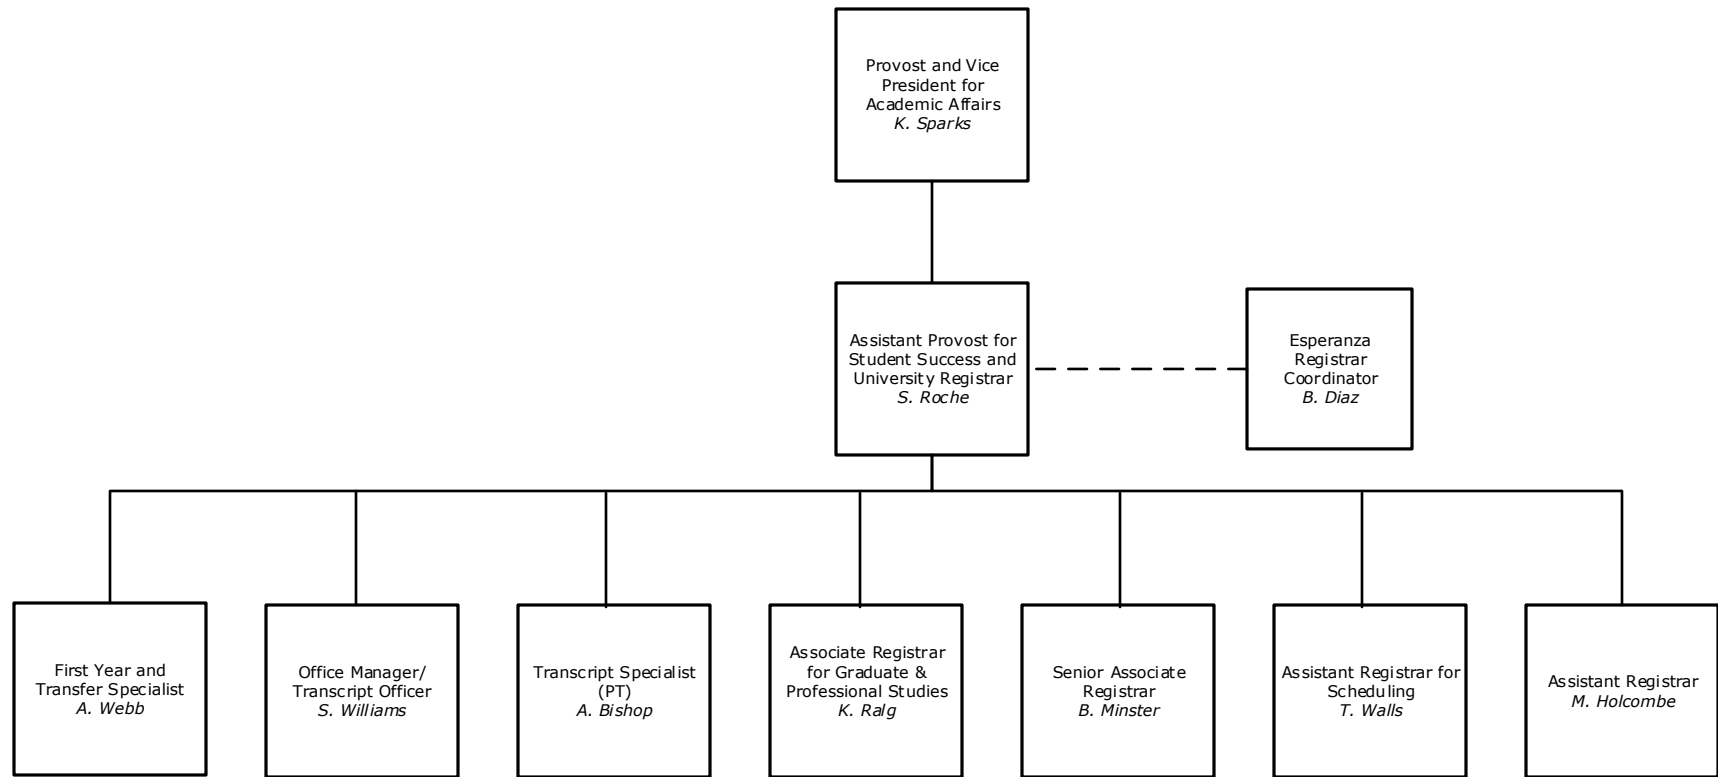 Provost and Vice
President for
Academic Affairs
K. Sparks
Assistant Provost for
Student Success and
University Registrar
S. Roche
Esperanza
Registrar
Coordinator
B. Diaz
First Year and
Transfer Specialist
A. Webb
Office Manager/
Transcript Officer
S. Williams
Transcript Specialist
(PT)
A. Bishop
Associate Registrar
for Graduate &
Professional Studies
K. Ralg
Senior Associate
Registrar
B. Minster
Assistant Registrar for
Scheduling
T. Walls
Assistant Registrar
M. Holcombe